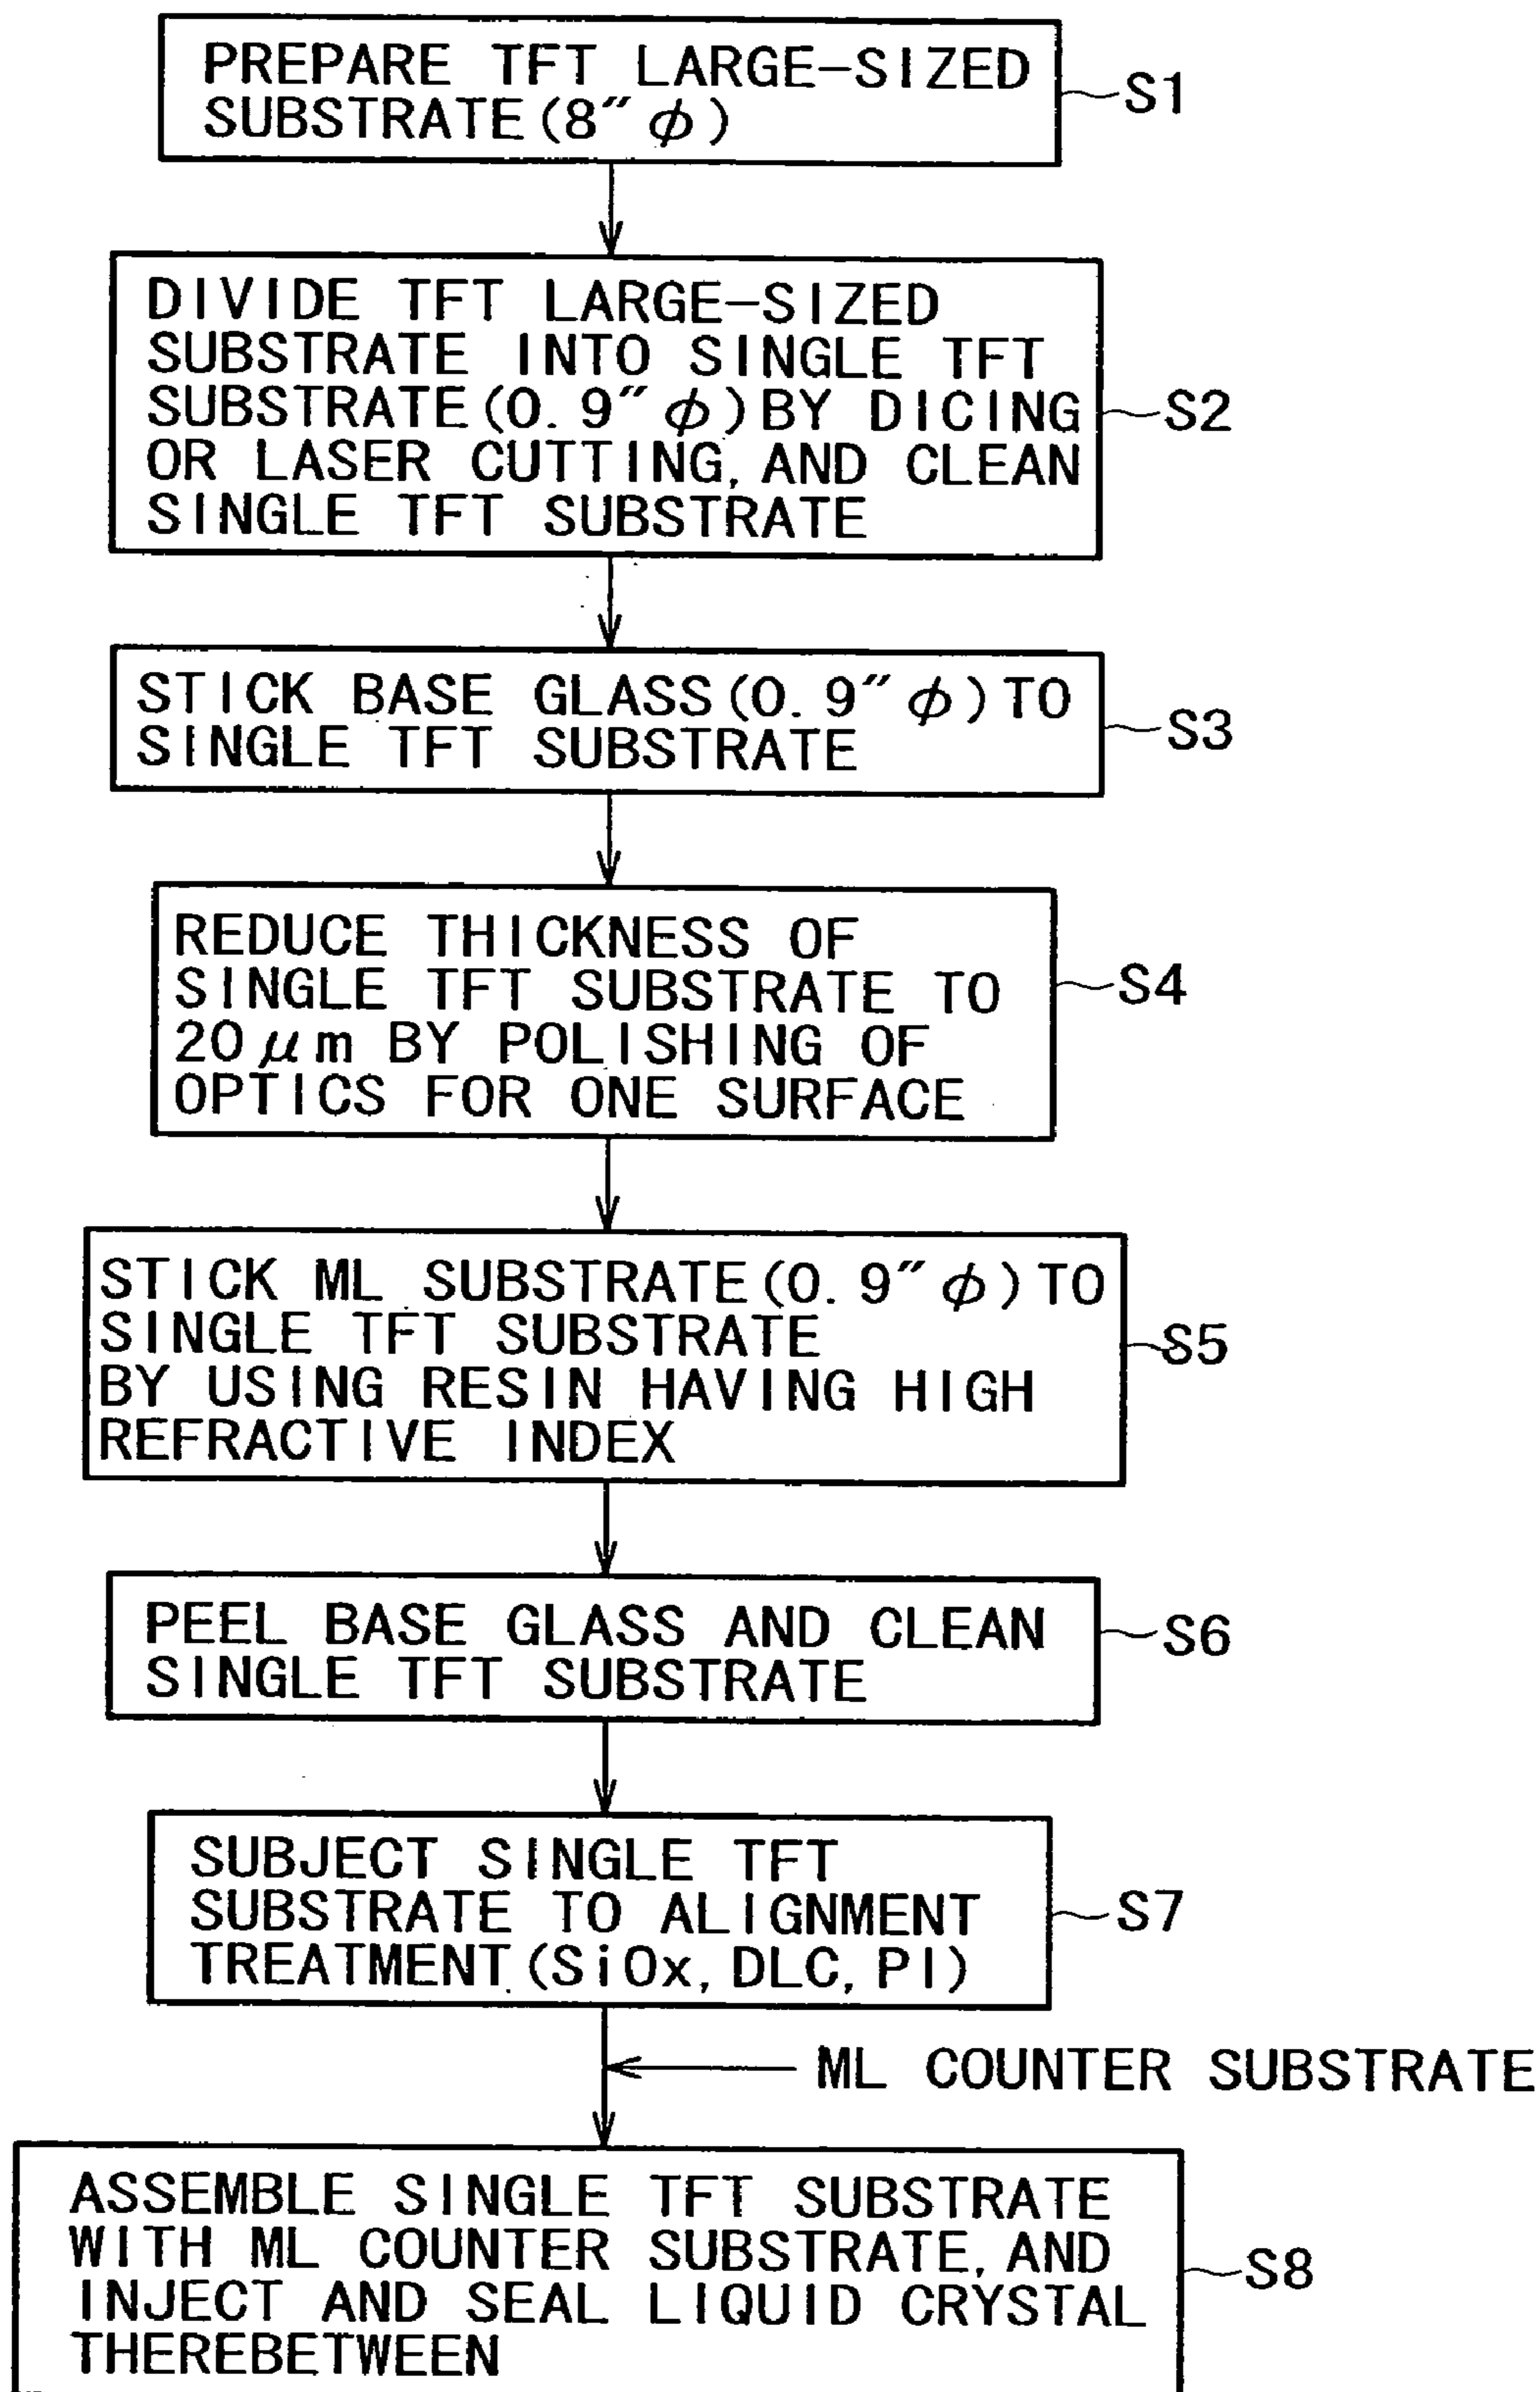 PREPARE TFT LARGE-SIZED
SUBSTRATE(8″φ)
S1
DIVIDE TFT LARGE-SIZED
SUBSTRATE INTO SINGLE TFT
SUBSTRATE(0.9″φ)BY DICING
OR LASER CUTTING, AND CLEAN
SINGLE TFT SUBSTRATE
S2
STICK BASE GLASS(0.9″φ)TO
SINGLE TFT SUBSTRATE
S3
REDUCE THICKNESS OF
SINGLE TFT SUBSTRATE TO
20μm BY POLISHING OF
OPTICS FOR ONE SURFACE
S4
STICK ML SUBSTRATE(0.9″φ)TO
SINGLE TFT SUBSTRATE
BY USING RESIN HAVING HIGH
REFRACTIVE INDEX
S5
PEEL BASE GLASS AND CLEAN
SINGLE TFT SUBSTRATE
S6
SUBJECT SINGLE TFT
SUBSTRATE TO ALIGNMENT
TREATMENT(SiOx, DLC, PI)
S7
ML COUNTER SUBSTRATE
ASSEMBLE SINGLE TFT SUBSTRATE
WITH ML COUNTER SUBSTRATE, AND
INJECT AND SEAL LIQUID CRYSTAL
THEREBETWEEN
S8